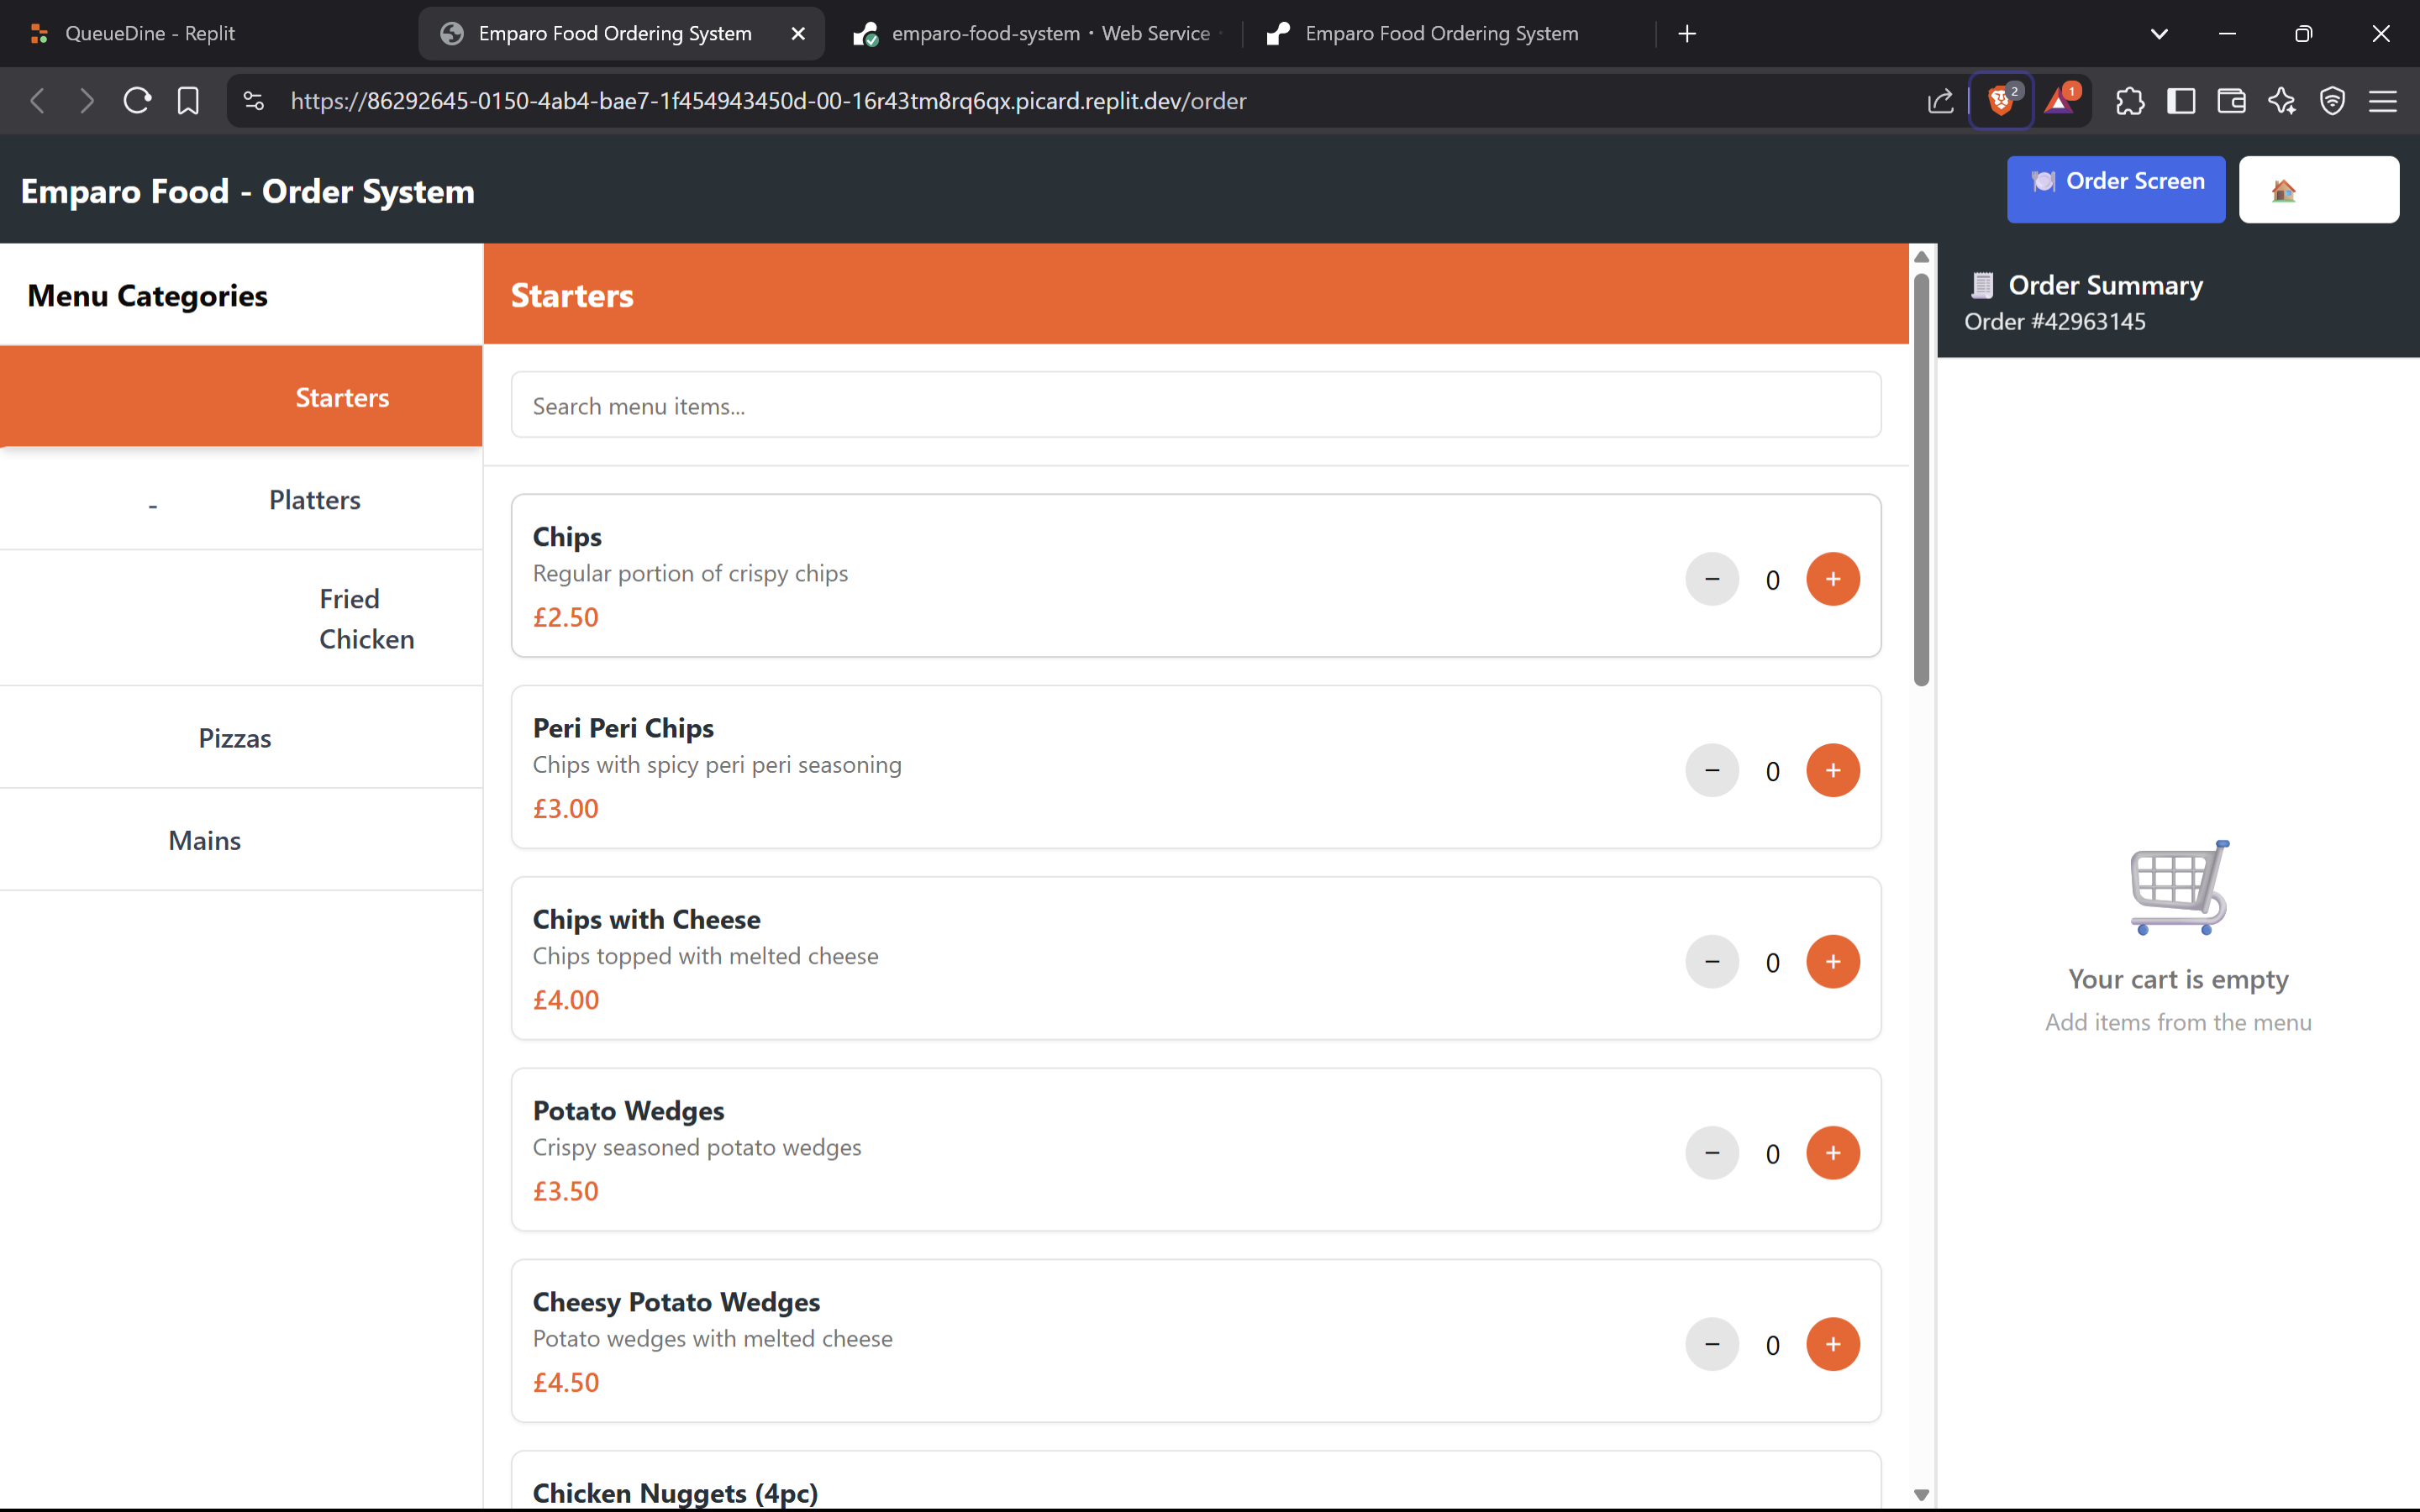 QueueDine - Replit
Emparo Food Ordering System
emparo-food-system • Web Service
Emparo Food Ordering System
https://86292645-0150-4ab4-bae7-1f454943450d-00-16r43tm8rq6qx.picard.replit.dev/order
2
1
Emparo Food - Order System
Order Screen
Menu Categories
Starters
- Platters
Fried
Chicken
Pizzas
Mains
Starters
Search menu items...
Chips
Regular portion of crispy chips
£2.50
− 0 +
Peri Peri Chips
Chips with spicy peri peri seasoning
£3.00
− 0 +
Chips with Cheese
Chips topped with melted cheese
£4.00
− 0 +
Potato Wedges
Crispy seasoned potato wedges
£3.50
− 0 +
Cheesy Potato Wedges
Potato wedges with melted cheese
£4.50
− 0 +
Chicken Nuggets (4pc)
Order Summary
Order #42963145
Your cart is empty
Add items from the menu